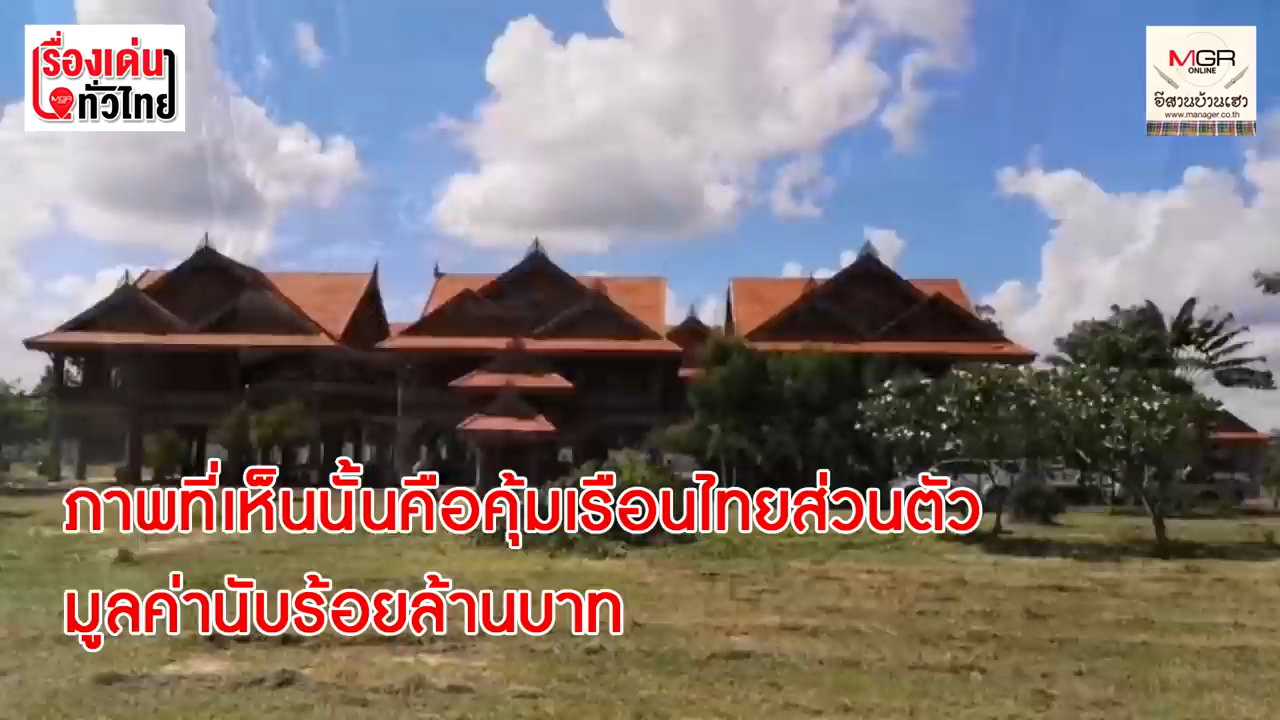 เรื่องเด่น
MGR
ทั่วไทย
MGR
ONLINE
อีสานบ้านเฮา
www.manager.co.th
ภาพที่เห็นนั้นคือคุ้มเรือนไทยส่วนตัว
มูลค่านับร้อยล้านบาท